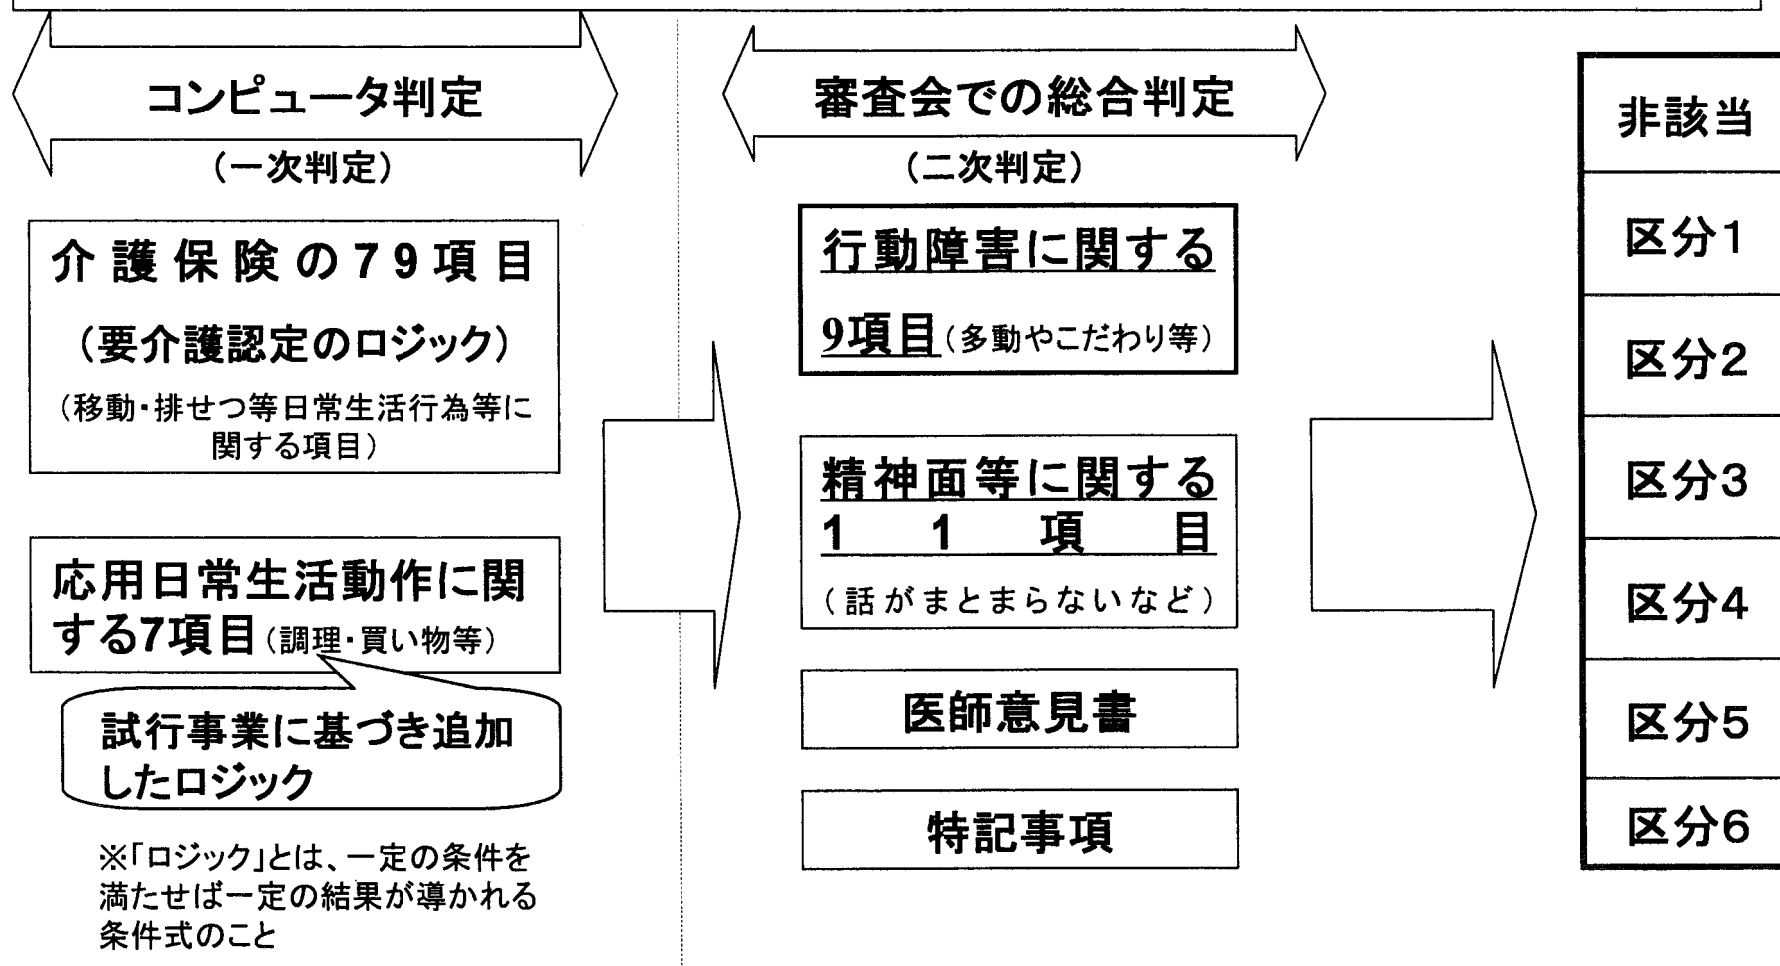 コンピュータ判定
(一次判定)
介護保険の79項目
(要介護認定のロジック)
(移動・排せつ等日常生活行為等に
関する項目)
応用日常生活動作に関
する7項目(調理・買い物等)
試行事業に基づき追加
したロジック
※「ロジック」とは、一定の条件を
満たせば一定の結果が導かれる
条件式のこと
審査会での総合判定
(二次判定)
行動障害に関する
9項目(多動やこだわり等)
精神面等に関する
11項目
(話がまとまらないなど)
医師意見書
特記事項
非該当
区分1
区分2
区分3
区分4
区分5
区分6